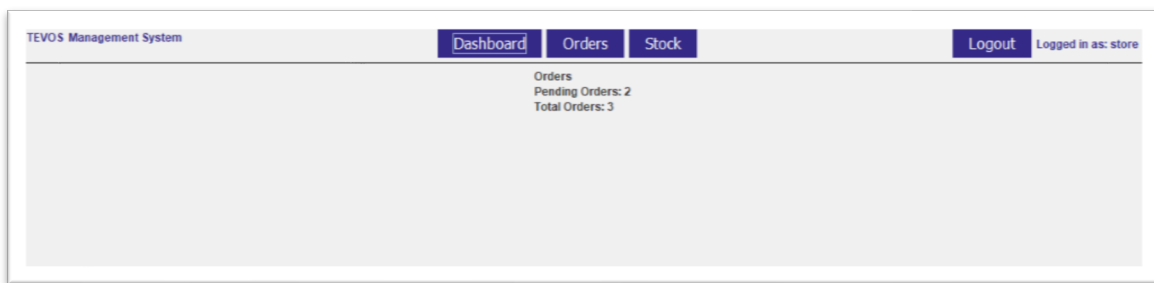 TEVOS Management System
Dashboard Orders Stock
Logout Logged in as: store
Orders
Pending Orders: 2
Total Orders: 3